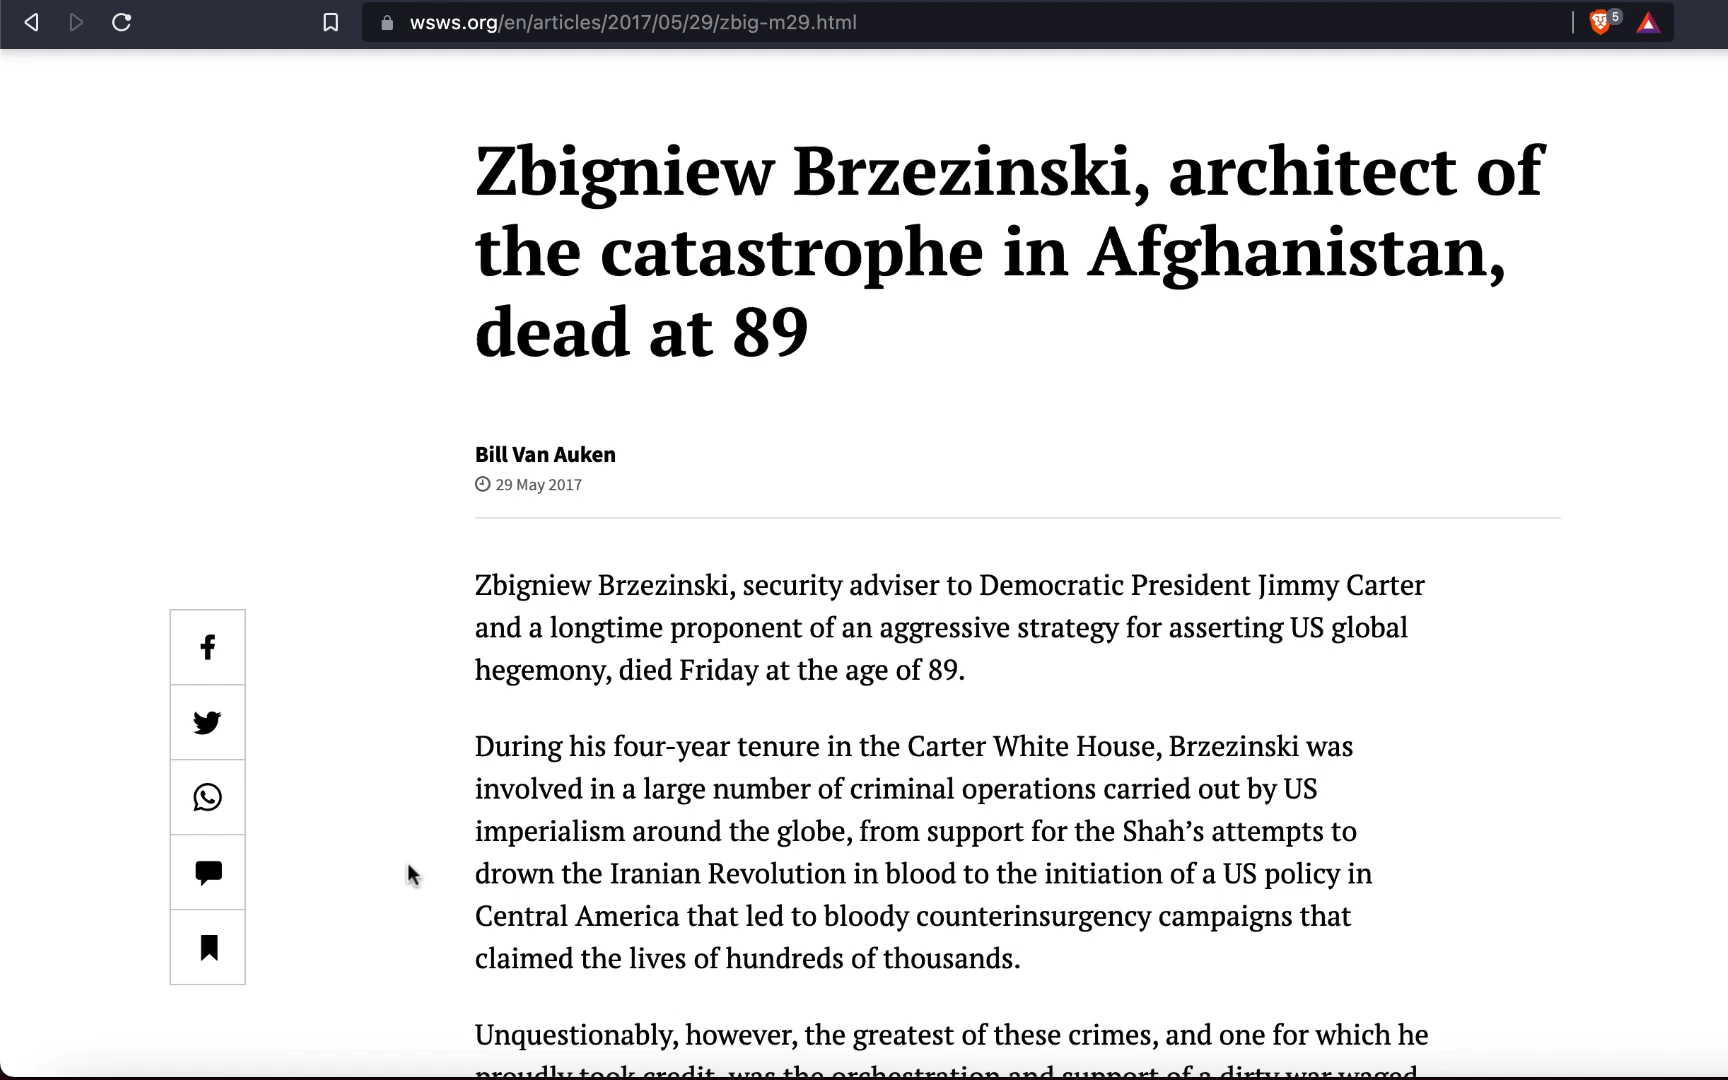 wsws.org/en/articles/2017/05/29/zbig-m29.html
5
Zbigniew Brzezinski, architect of
the catastrophe in Afghanistan,
dead at 89
Bill Van Auken
29 May 2017
Zbigniew Brzezinski, security adviser to Democratic President Jimmy Carter
and a longtime proponent of an aggressive strategy for asserting US global
hegemony, died Friday at the age of 89.
During his four-year tenure in the Carter White House, Brzezinski was
involved in a large number of criminal operations carried out by US
imperialism around the globe, from support for the Shah’s attempts to
drown the Iranian Revolution in blood to the initiation of a US policy in
Central America that led to bloody counterinsurgency campaigns that
claimed the lives of hundreds of thousands.
Unquestionably, however, the greatest of these crimes, and one for which he
proudly took credit, was the orchestration and support of a dirty war waged